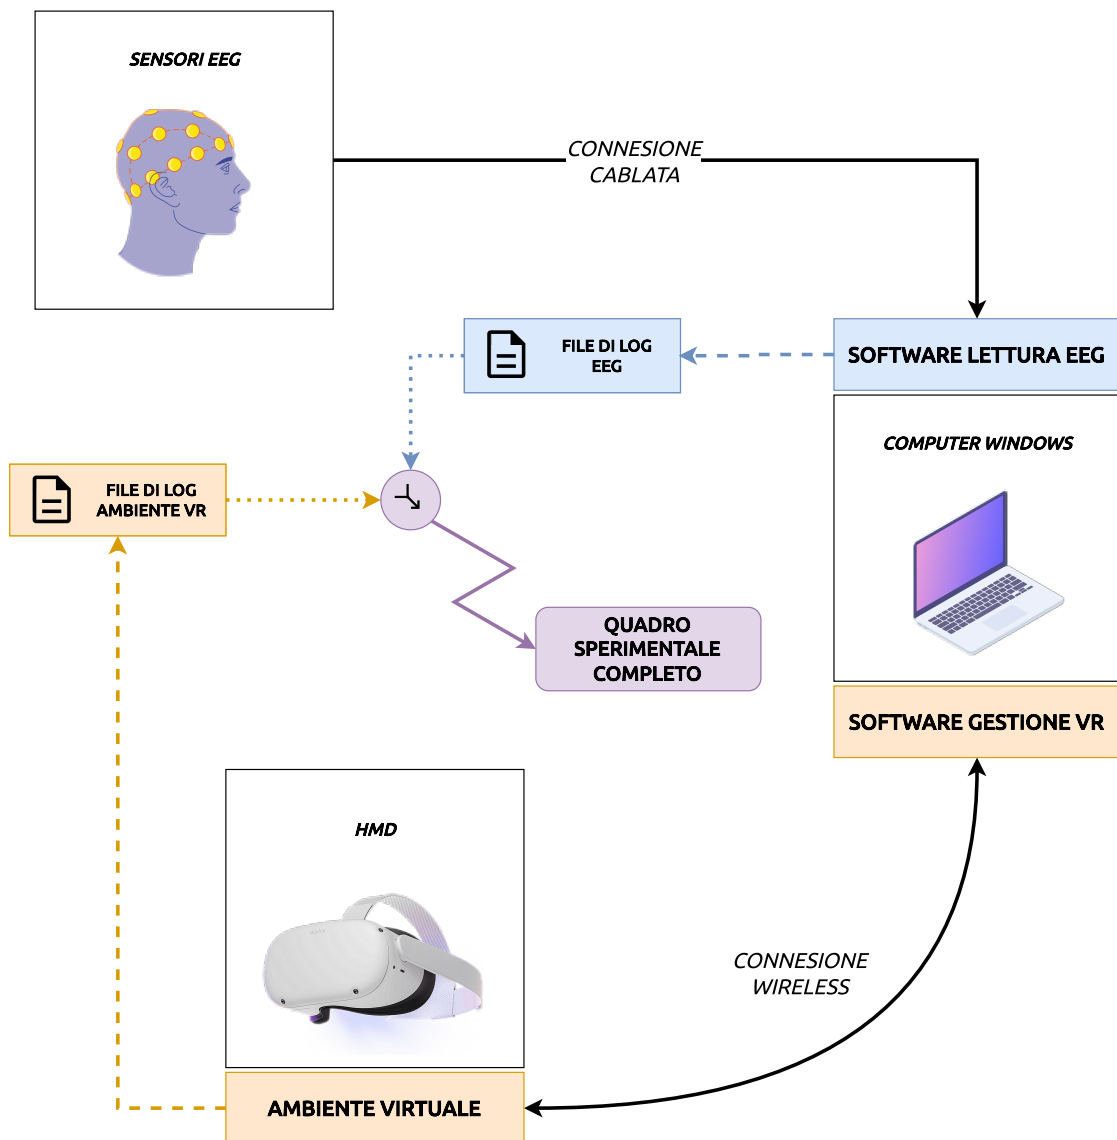 SENSORI EEG
CONNESIONE
CABLATA
FILE DI LOG
EEG
SOFTWARE LETTURA EEG
COMPUTER WINDOWS
FILE DI LOG
AMBIENTE VR
QUADRO
SPERIMENTALE
COMPLETO
SOFTWARE GESTIONE VR
HMD
CONNESIONE
WIRELESS
AMBIENTE VIRTUALE